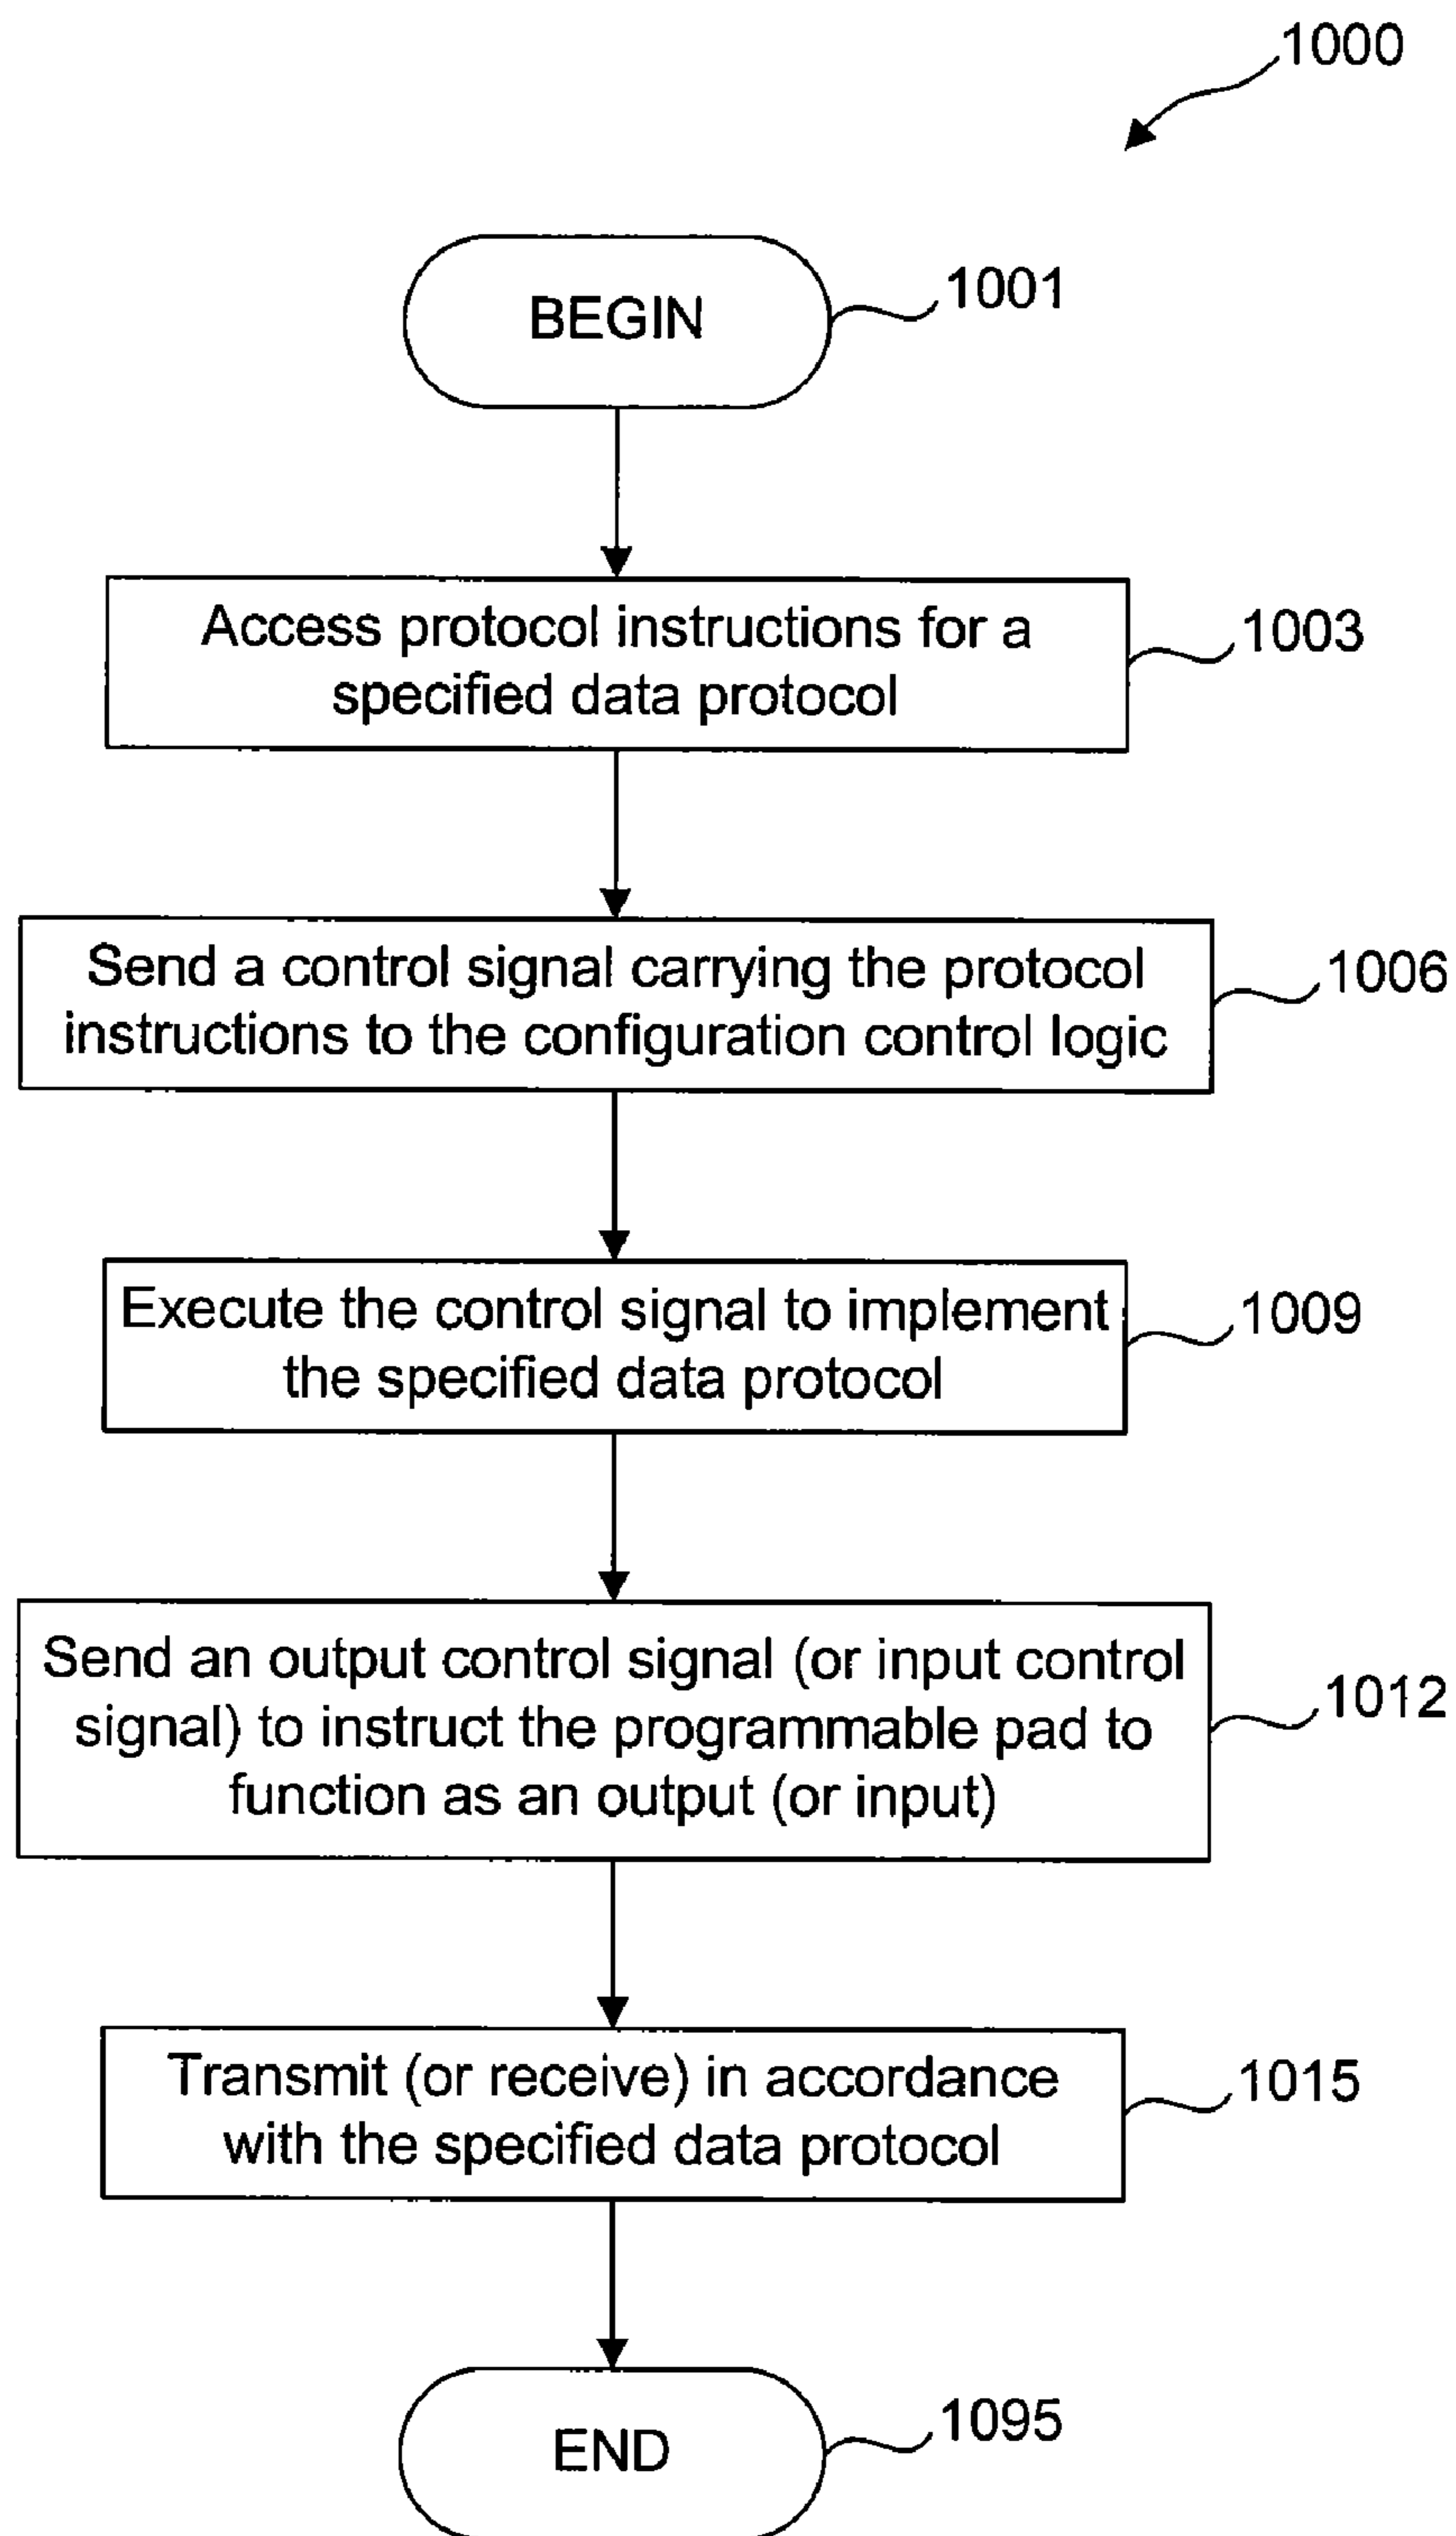 1000
BEGIN
1001
Access protocol instructions for a
specified data protocol
1003
Send a control signal carrying the protocol
instructions to the configuration control logic
1006
Execute the control signal to implement
the specified data protocol
1009
Send an output control signal (or input control
signal) to instruct the programmable pad to
function as an output (or input)
1012
Transmit (or receive) in accordance
with the specified data protocol
1015
END
1095